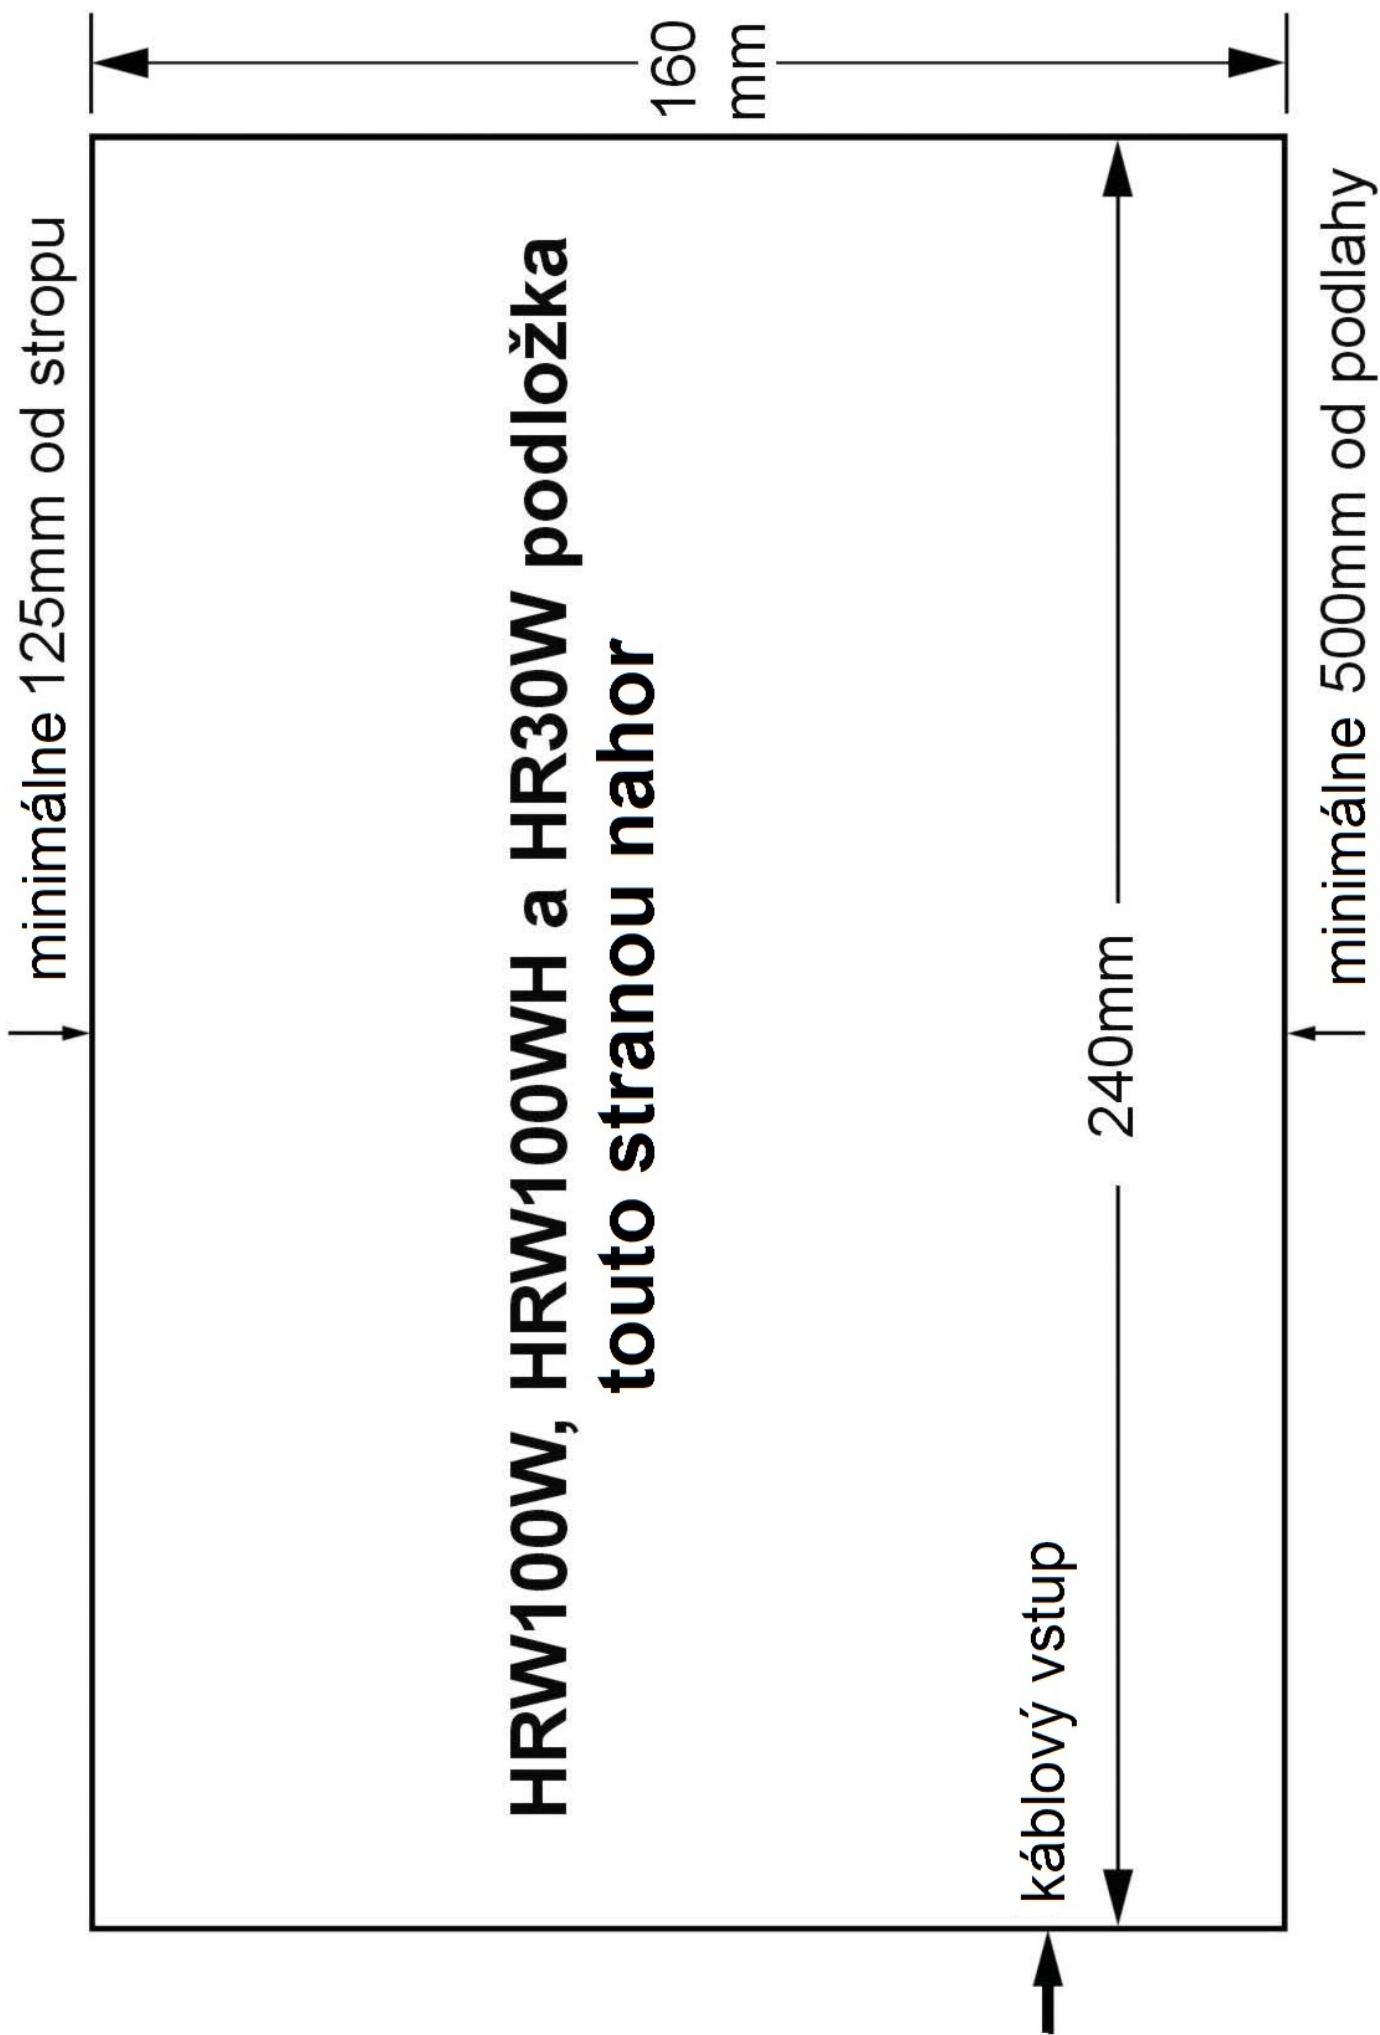 minimálne 125mm od stropu
160
mm
HRW100W, HRW100WH a HR30W podložka
touto stranou nahor
káblový vstup
240mm
minimálne 500mm od podlahy